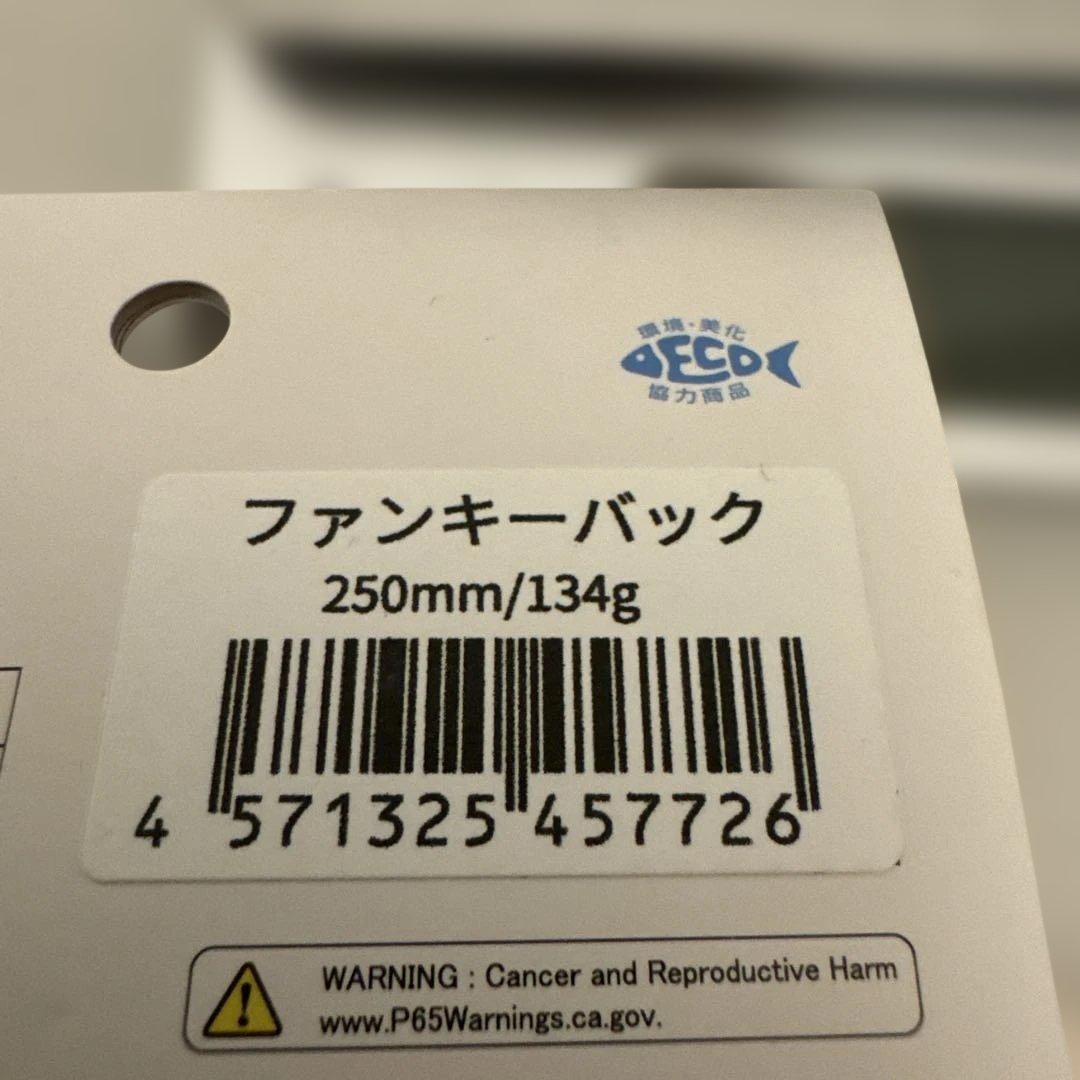 環境・美化
ECO
協力商品
ファンキーバック
250mm/134g
4 571325 457726
WARNING : Cancer and Reproductive Harm
www.P65Warnings.ca.gov.